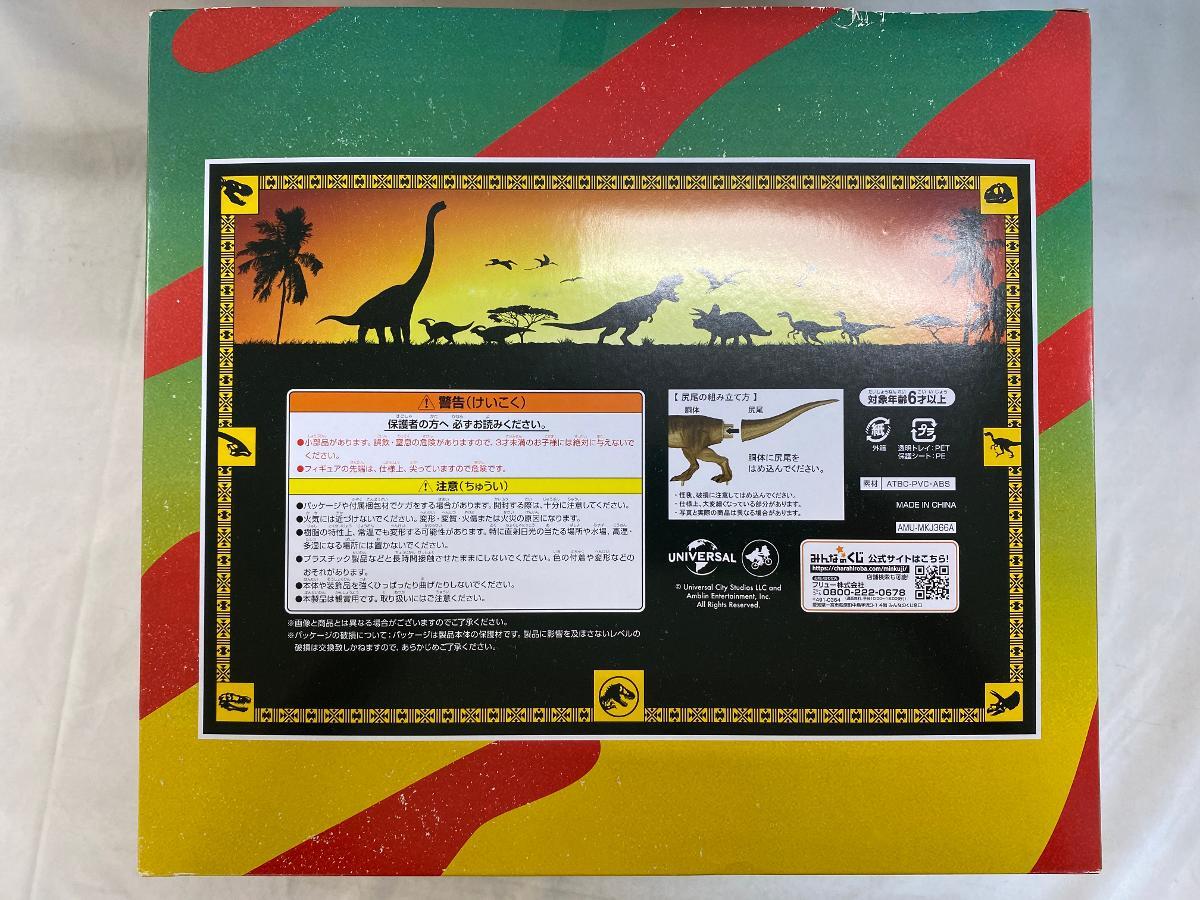 警告(けいこく)
保護者の方へ 必ずお読みください。
●小部品があります。誤飲・窒息の危険がありますので、3才未満のお子様には絶対に与えないで
ください。
●フィギュアの先端は、仕様上、尖っていますので危険です。
注意(ちゅうい)
●パッケージや付属梱包材でケガをする場合があります。開封する際は、十分に注意してください。
●火気には近づけないでください。変形・変質・火傷または火災の原因になります。
●樹脂の特性上、常温でも変形する可能性があります。特に直射日光の当たる場所や水場、高温・
多湿になる場所には置かないでください。
●プラスチック製品などと長時間接触させたままにしないでください。色の付着や変形などの
おそれがあります。
●本体や装飾品を強くひっぱったり曲げたりしないでください。
●本製品は観賞用です。取り扱いにはご注意ください。
※画像と商品とは異なる場合がございますのでご了承ください。
※パッケージの破損について:パッケージは製品本体の保護材です。製品に影響を及ぼさないレベルの
破損は交換致しかねますので、あらかじめご了承ください。
【 尻尾の組み立て方 】
胴体 尻尾
胴体に尻尾を
はめ込んでください。
・怪我、破損に注意してはめ込んでください。
・仕様上、大変細くなっている部分があります。
・写真と実際の商品は異なる場合があります。
対象年齢6才以上
紙 プラ
外箱 透明トレイ:PET
保護シート:PE
素材 ATBC-PVC・ABS
MADE IN CHINA
AMU-MKJ366A
UNIVERSAL
© Universal City Studios LLC and
Amblin Entertainment, Inc.
All Rights Reserved.
みんなのくじ 公式サイトはこちら!
https://charahiroba.com/minkuji/
店舗検索も可能!
フリュー株式会社
0800-222-0678